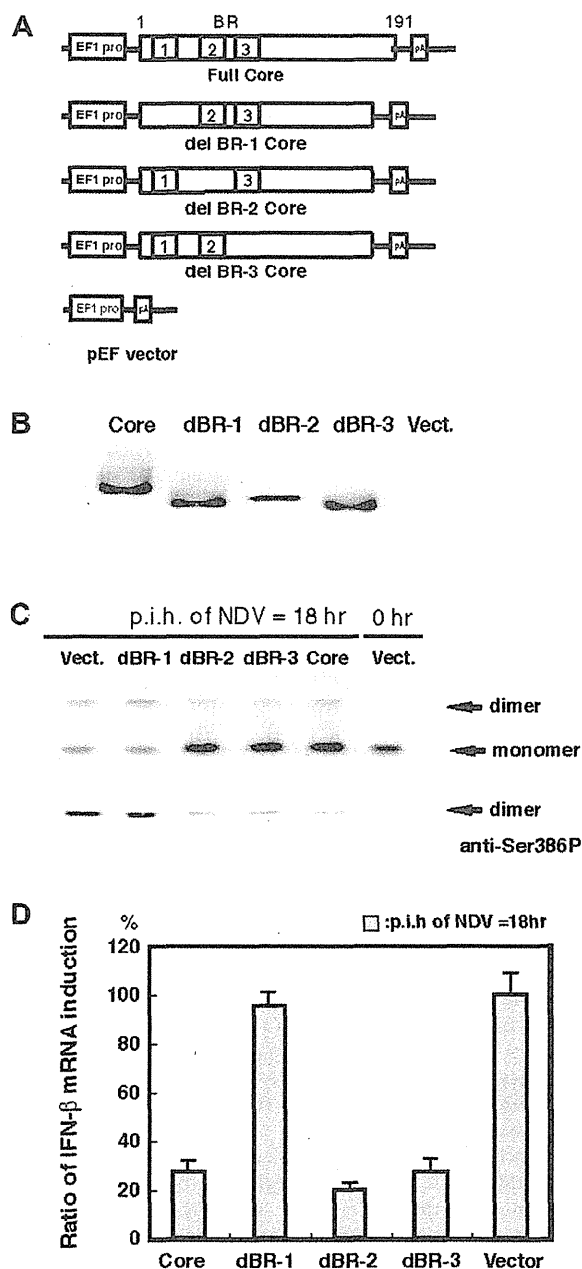 A
1 BR 191
EF1 pro 1 2 3 pA
Full Core
EF1 pro 2 3 pA
del BR-1 Core
EF1 pro 1 3 pA
del BR-2 Core
EF1 pro 1 2 pA
del BR-3 Core
EF1 pro pA
pEF vector
B
Core dBR-1 dBR-2 dBR-3 Vect.
C
p.i.h. of NDV = 18 hr 0 hr
Vect. dBR-1 dBR-2 dBR-3 Core Vect.
dimer
monomer
dimer
anti-Ser386P
D
%
:p.i.h of NDV =18hr
Ratio of IFN-β mRNA induction
120
100
80
60
40
20
0
Core dBR-1 dBR-2 dBR-3 Vector